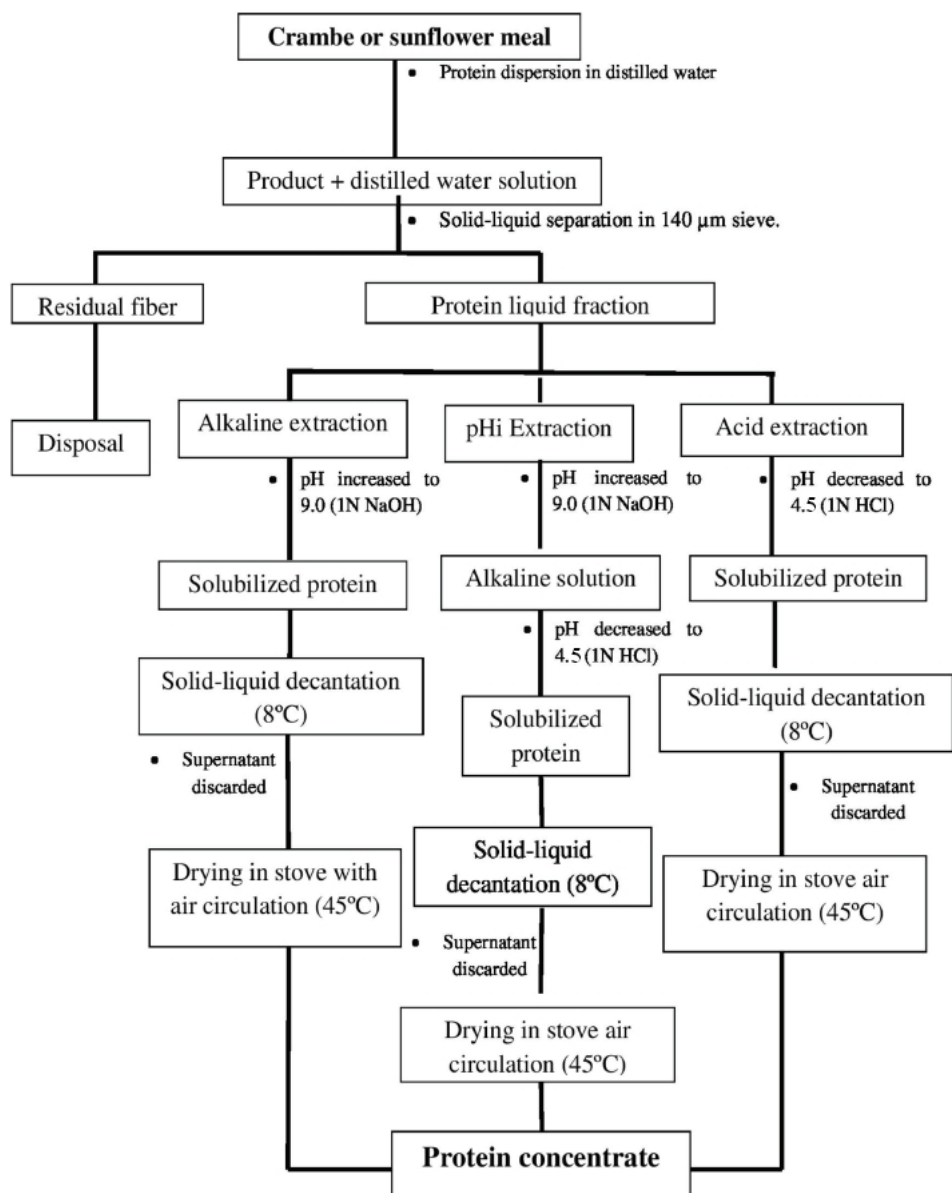 Crambe or sunflower meal
• Protein dispersion in distilled water
Product + distilled water solution
• Solid-liquid separation in 140 µm sieve.
Residual fiber
Protein liquid fraction
Disposal
Alkaline extraction
• pH increased to
9.0 (1N NaOH)
Solubilized protein
Solid-liquid decantation
(8ºC)
• Supernatant
discarded
Drying in stove with
air circulation (45ºC)
pHi Extraction
• pH increased to
9.0 (1N NaOH)
Alkaline solution
• pH decreased to
4.5 (1N HCl)
Solubilized
protein
Solid-liquid
decantation (8ºC)
• Supernatant
discarded
Drying in stove air
circulation (45ºC)
Acid extraction
• pH decreased to
4.5 (1N HCl)
Solubilized protein
Solid-liquid decantation
(8ºC)
• Supernatant
discarded
Drying in stove air
circulation (45ºC)
Protein concentrate